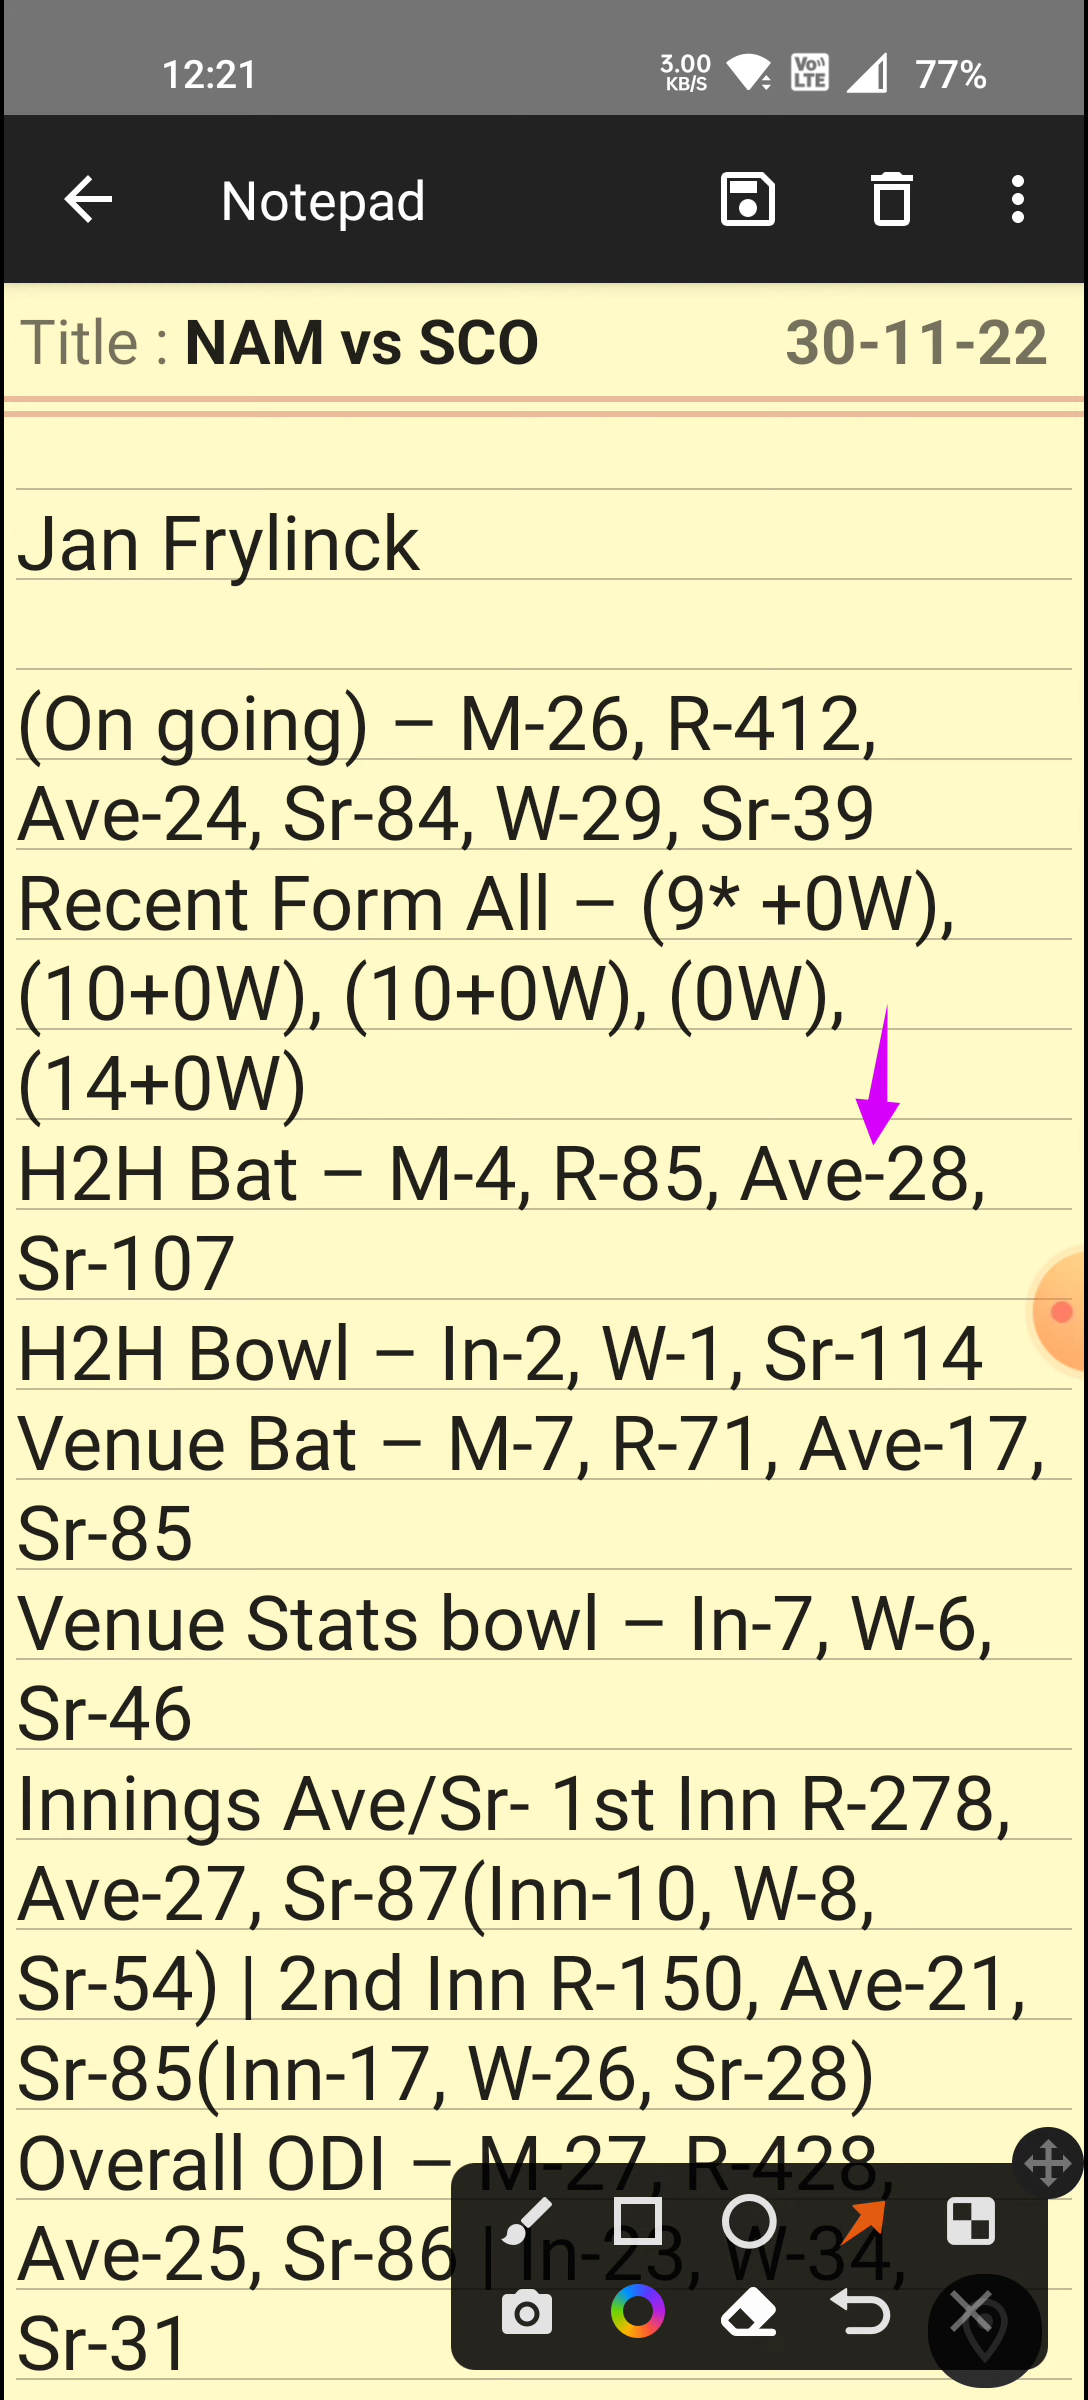 12:21
3.00
KB/S
Vo))
LTE
77%
Notepad
Title : NAM vs SCO
30-11-22
Jan Frylinck
(On going) – M-26, R-412,
Ave-24, Sr-84, W-29, Sr-39
Recent Form All – (9* +0W),
(10+0W), (10+0W), (0W),
(14+0W)
H2H Bat – M-4, R-85, Ave-28,
Sr-107
H2H Bowl – In-2, W-1, Sr-114
Venue Bat – M-7, R-71, Ave-17,
Sr-85
Venue Stats bowl – In-7, W-6,
Sr-46
Innings Ave/Sr- 1st Inn R-278,
Ave-27, Sr-87(Inn-10, W-8,
Sr-54) | 2nd Inn R-150, Ave-21,
Sr-85(Inn-17, W-26, Sr-28)
Overall ODI – M-27, R-428,
Ave-25, Sr-86 | In-23, W-34,
Sr-31